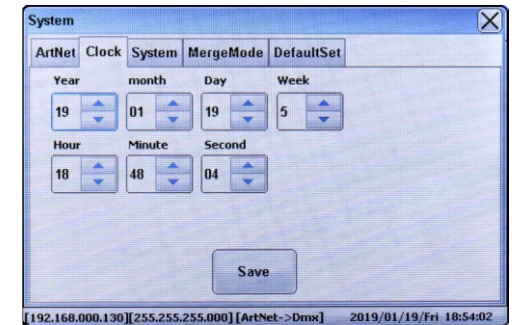 System
ArtNet Clock System MergeMode DefaultSet
Year month Day Week
19 01 19 5
Hour Minute Second
18 48 04
Save
[192.168.000.130][255.255.255.000] [ArtNet->Dmx] 2019/01/19/Fri 18:54:02